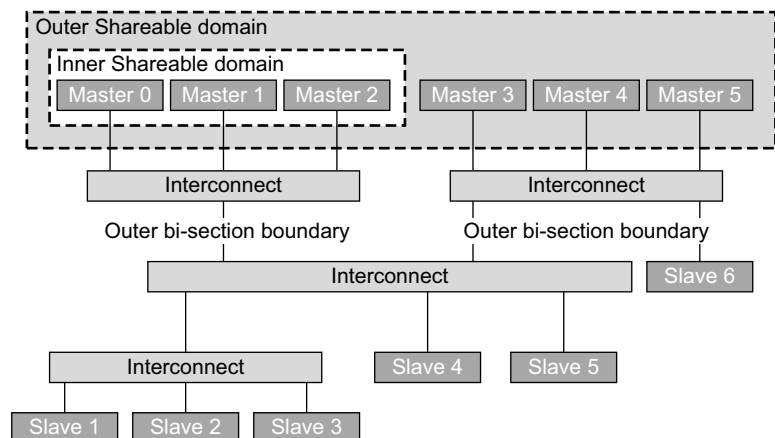 Outer Shareable domain
Inner Shareable domain
Master 0 Master 1 Master 2 Master 3 Master 4 Master 5
Interconnect Interconnect
Outer bi-section boundary Outer bi-section boundary
Interconnect Slave 6
Interconnect Slave 4 Slave 5
Slave 1 Slave 2 Slave 3